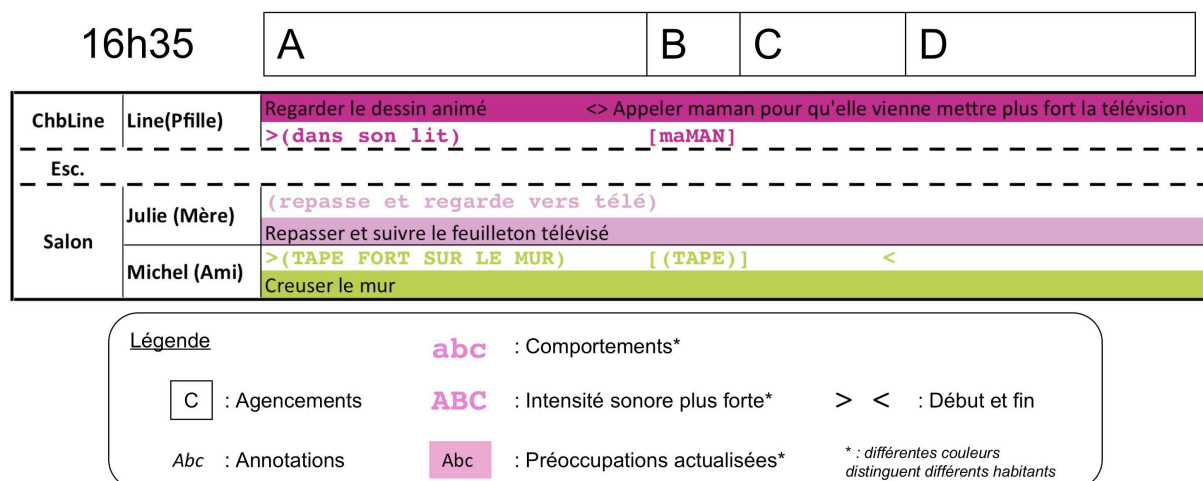 16h35 A B C D
ChbLine Line(Pfille) Regarder le dessin animé <> Appeler maman pour qu'elle vienne mettre plus fort la télévision
>(dans son lit) [maMAN]
Esc.
Salon
Julie (Mère) (repasse et regarde vers télé)
Repasser et suivre le feuilleton télévisé
Michel (Ami) >(TAPE FORT SUR LE MUR) [(TAPE)] <
Creuser le mur
Légende
abc : Comportements*
C : Agencements ABC : Intensité sonore plus forte* > < : Début et fin
Abc : Annotations Abc : Préoccupations actualisées* * : différentes couleurs
distinguent différents habitants